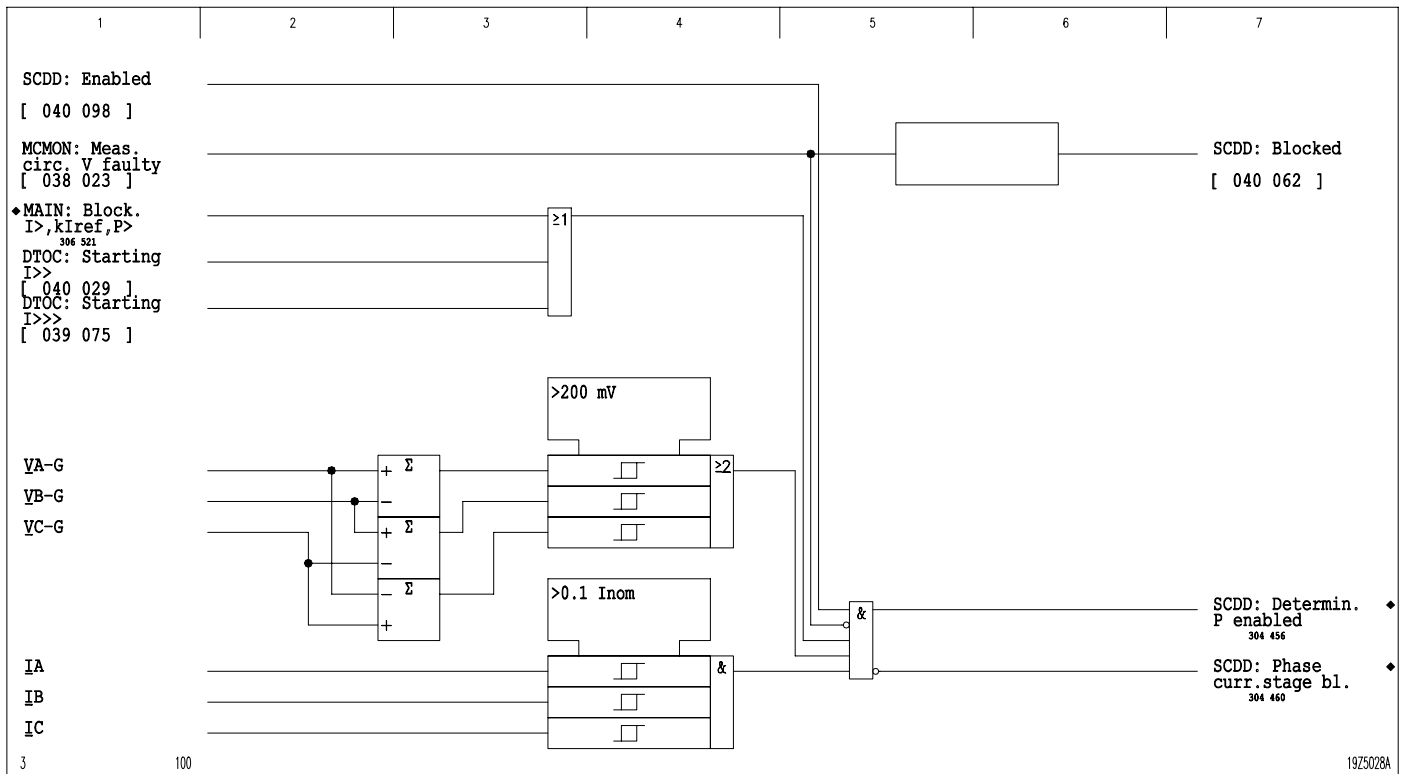 1 2 3 4 5 6 7
SCDD: Enabled
[ 040 098 ]
MCMON: Meas.
circ. V faulty
[ 038 023 ]
SCDD: Blocked
[ 040 062 ]
◆MAIN: Block.
I>,kIref,P>
306 521
DTOC: Starting
I>>
[ 040 029 ]
DTOC: Starting
I>>>
[ 039 075 ]
≥1
>200 mV
VA-G
VB-G
VC-G
+ Σ
−
+ Σ
−
− Σ
+
≥2
>0.1 Inom
IA
IB
IC
&
&
SCDD: Determin. ◆
P enabled
304 456
SCDD: Phase ◆
curr.stage bl.
304 460
3 100 19Z5028A